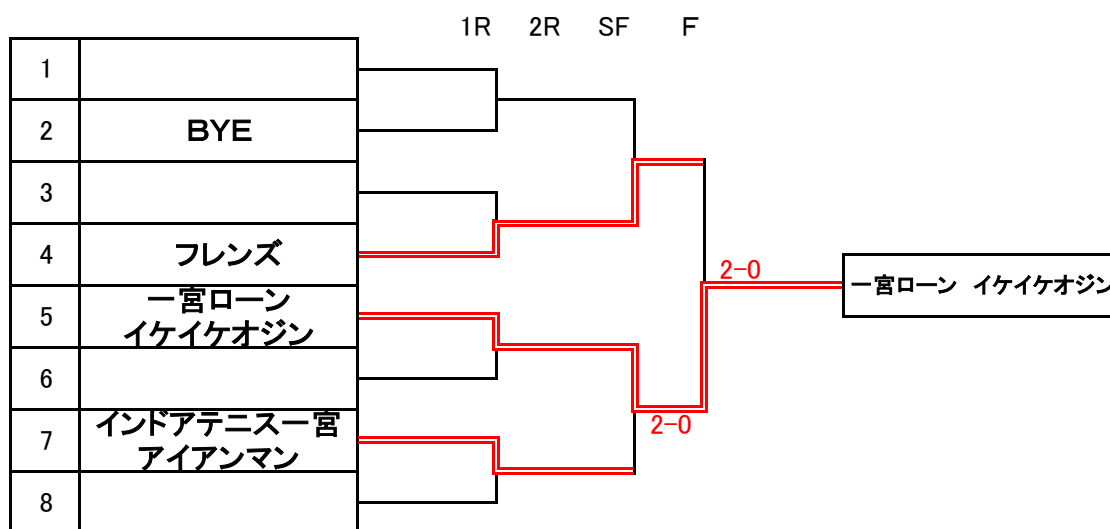 1R 2R SF F
1
2 BYE
3
4 フレンズ
5 一宮ローン
イケイケオジン
6
7 インドアテニス一宮
アイアンマン
8
2-0
2-0
一宮ローン イケイケオジン